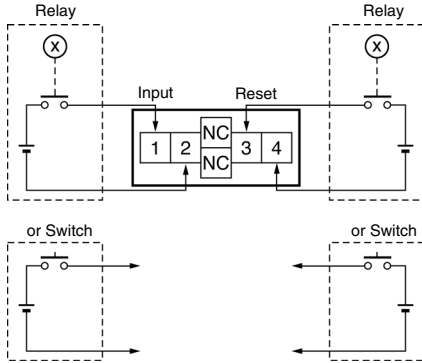 Relay
Relay
X
X
Input
Reset
NC
1 2 3 4
NC
or Switch
or Switch